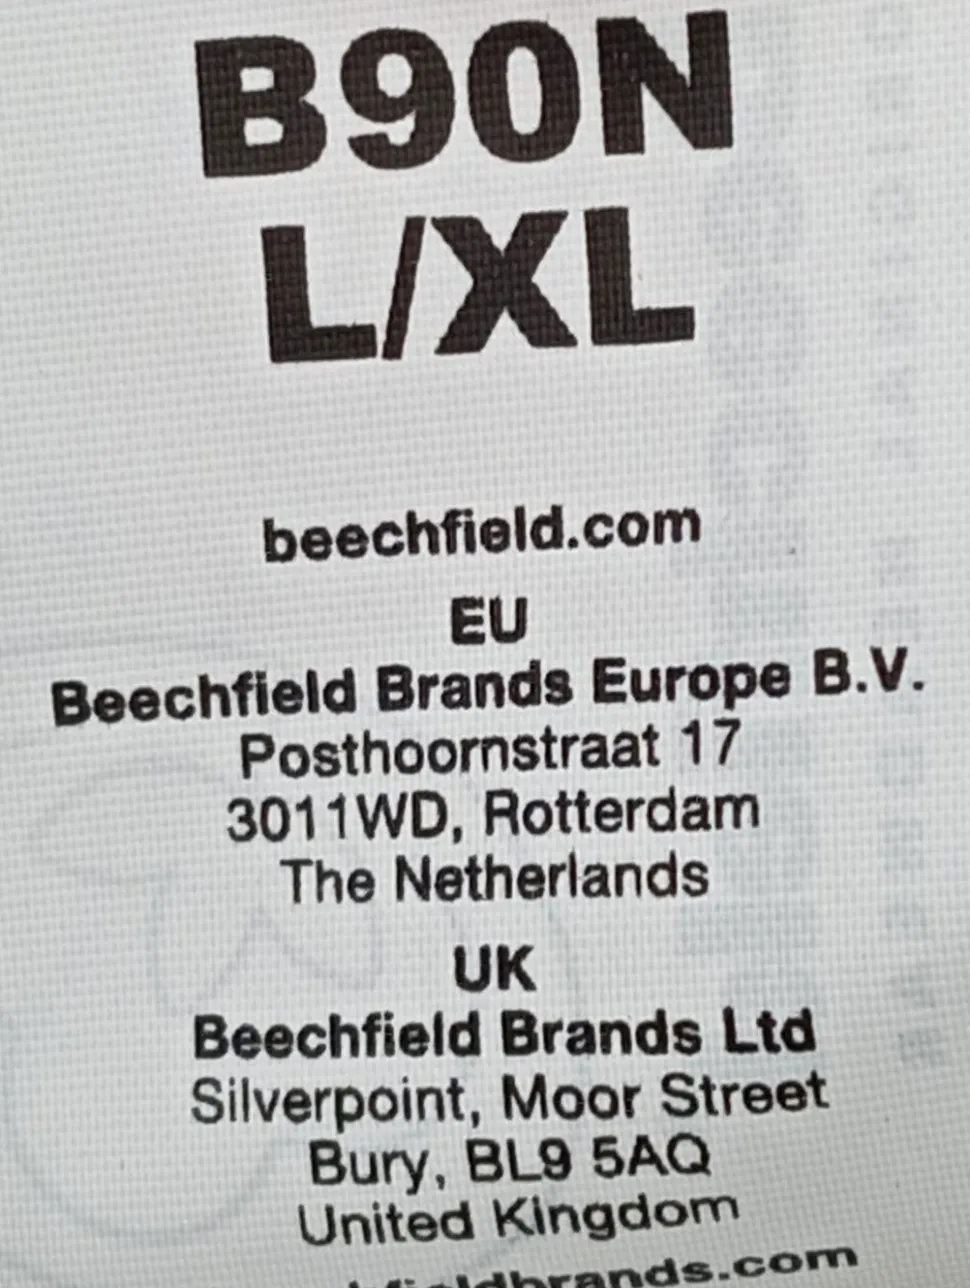 B90N
L/XL
beechfield.com
EU
Beechfield Brands Europe B.V.
Posthoornstraat 17
3011WD, Rotterdam
The Netherlands
UK
Beechfield Brands Ltd
Silverpoint, Moor Street
Bury, BL9 5AQ
United Kingdom